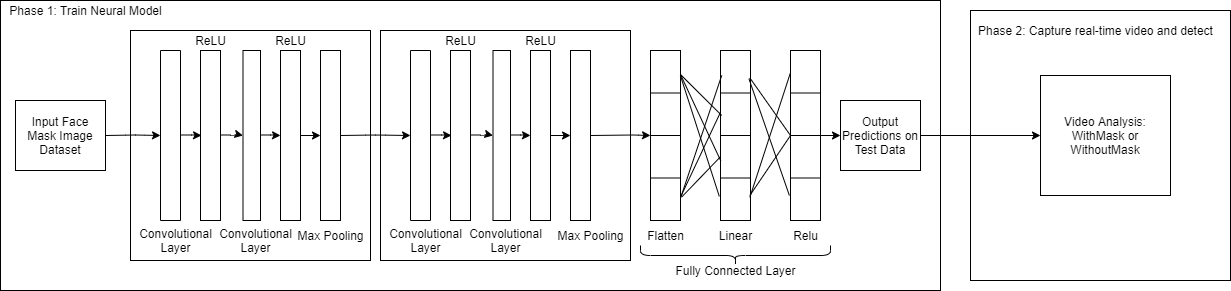 Phase 1: Train Neural Model
Phase 2: Capture real-time video and detect
ReLU
ReLU
ReLU
ReLU
Input Face
Mask Image
Dataset
Output
Predictions on
Test Data
Video Analysis:
WithMask or
WithoutMask
Convolutional
Layer
Convolutional
Layer
Max Pooling
Convolutional
Layer
Convolutional
Layer
Max Pooling
Flatten
Linear
Relu
Fully Connected Layer